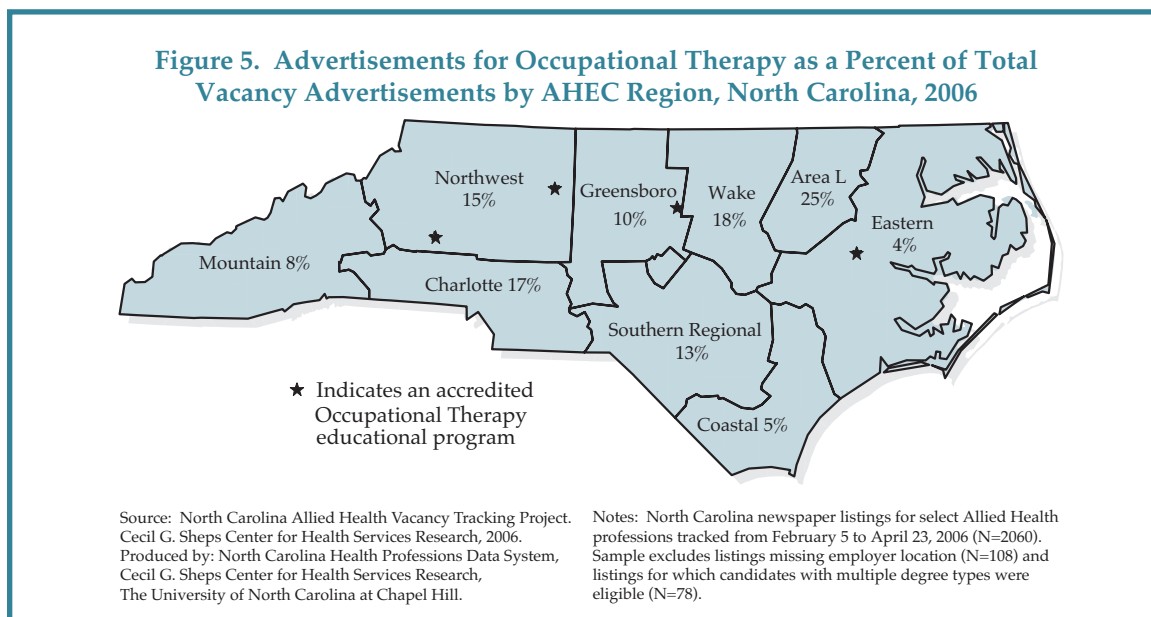 Figure 5.  Advertisements for Occupational Therapy as a Percent of Total
Vacancy Advertisements by AHEC Region, North Carolina, 2006
Northwest
15%
Greensboro
10%
Wake
18%
Area L
25%
Eastern
4%
Mountain 8%
Charlotte 17%
Southern Regional
13%
Coastal 5%
★ Indicates an accredited
Occupational Therapy
educational program
Source:  North Carolina Allied Health Vacancy Tracking Project.
Cecil G. Sheps Center for Health Services Research, 2006.
Produced by: North Carolina Health Professions Data System,
Cecil G. Sheps Center for Health Services Research,
The University of North Carolina at Chapel Hill.
Notes:  North Carolina newspaper listings for select Allied Health
professions tracked from February 5 to April 23, 2006 (N=2060).
Sample excludes listings missing employer location (N=108) and
listings for which candidates with multiple degree types were
eligible (N=78).